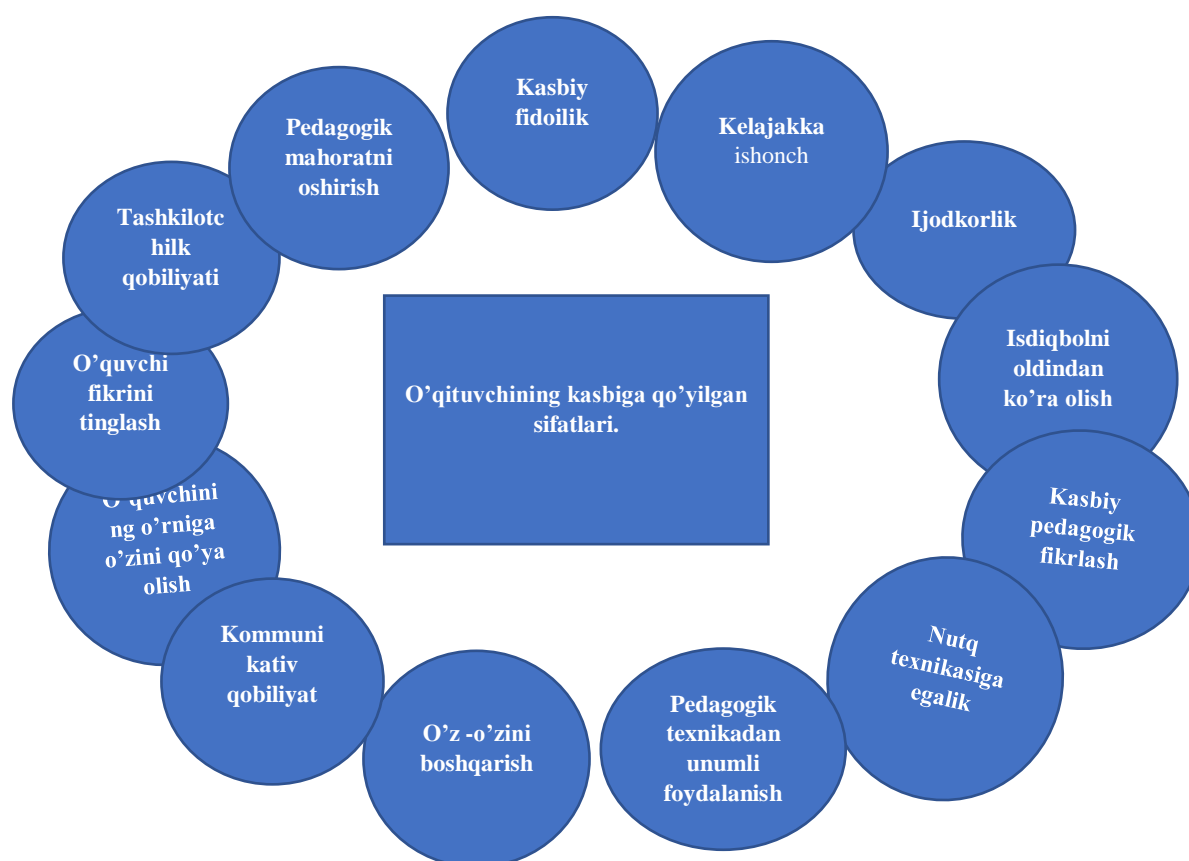 Kasbiy
fidoilik
Kelajakka
ishonch
Ijodkorlik
Isdiqbolni
oldindan
ko’ra olish
Kasbiy
pedagogik
fikrlash
Nutq
texnikasiga
egalik
Pedagogik
texnikadan
unumli
foydalanish
O’z -o’zini
boshqarish
Kommuni
kativ
qobiliyat
O’quvchini
ng o’rniga
o’zini qo’ya
olish
O’quvchi
fikrini
tinglash
Tashkilotc
hilk
qobiliyati
Pedagogik
mahoratni
oshirish
O’qituvchining kasbiga qo’yilgan
sifatlari.